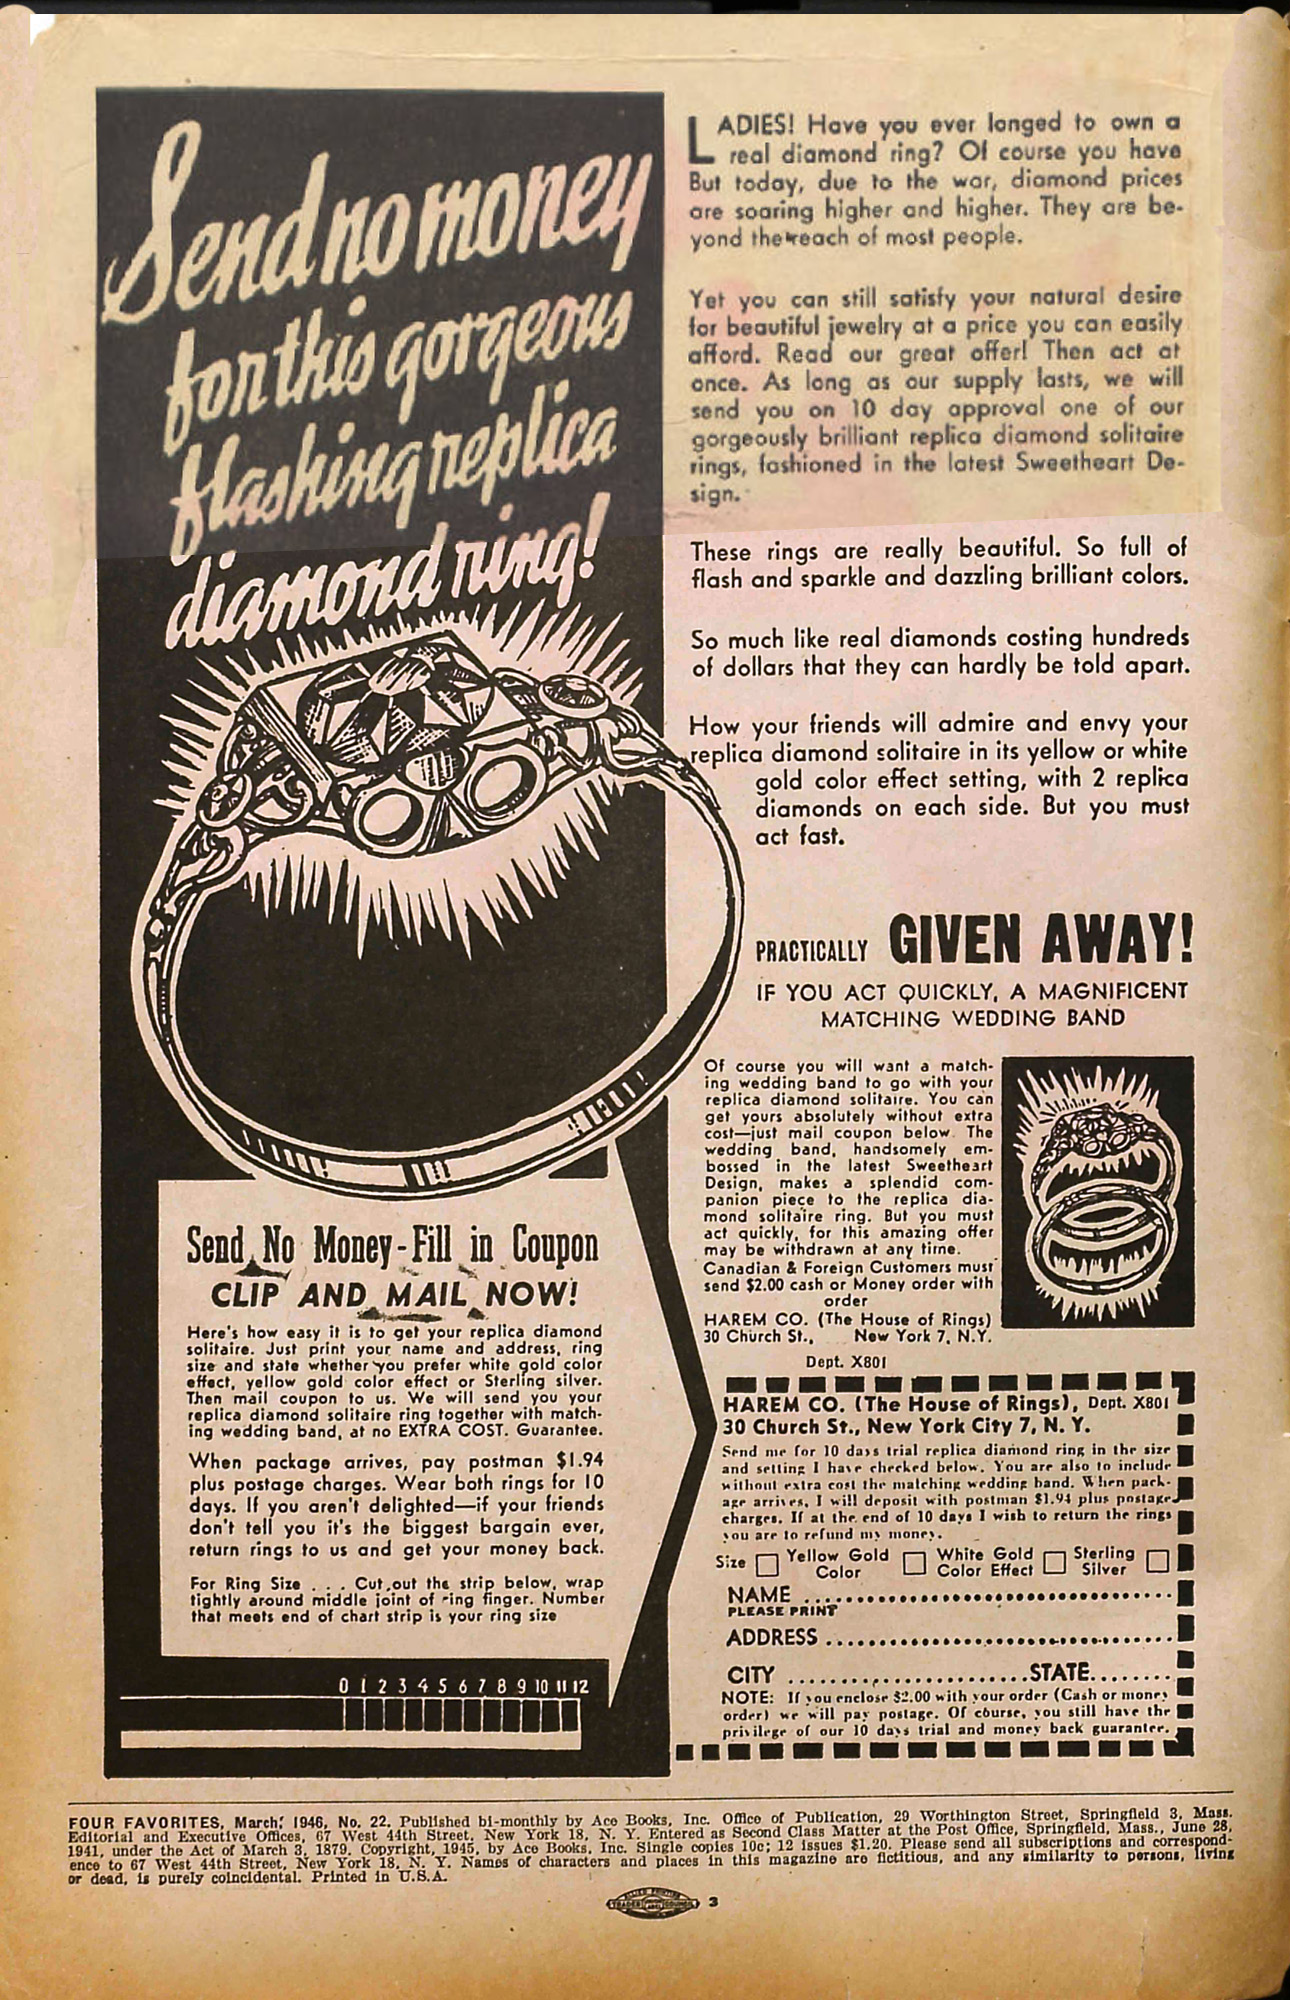 Send no money
for this gorgeous
flashing replica
diamond ring!
LADIES! Have you ever longed to own a
real diamond ring? Of course you have
But today, due to the war, diamond prices
are soaring higher and higher. They are be-
yond the reach of most people.
Yet you can still satisfy your natural desire
for beautiful jewelry at a price you can easily
afford. Read our great offer! Then act at
once. As long as our supply lasts, we will
send you on 10 day approval one of our
gorgeously brilliant replica diamond solitaire
rings, fashioned in the latest Sweetheart De-
sign.
These rings are really beautiful. So full of
flash and sparkle and dazzling brilliant colors.
So much like real diamonds costing hundreds
of dollars that they can hardly be told apart.
How your friends will admire and envy your
replica diamond solitaire in its yellow or white
gold color effect setting, with 2 replica
diamonds on each side. But you must
act fast.
PRACTICALLY GIVEN AWAY!
IF YOU ACT QUICKLY, A MAGNIFICENT
MATCHING WEDDING BAND
Of course you will want a match-
ing wedding band to go with your
replica diamond solitaire. You can
get yours absolutely without extra
cost—just mail coupon below. The
wedding band, handsomely em-
bossed in the latest Sweetheart
Design, makes a splendid com-
panion piece to the replica dia-
mond solitaire ring. But you must
act quickly, for this amazing offer
may be withdrawn at any time.
Canadian & Foreign Customers must
send $2.00 cash or Money order with
order
HAREM CO. (The House of Rings)
30 Church St., New York 7, N.Y.
Dept. X801
Send No Money-Fill in Coupon
CLIP AND MAIL NOW!
Here's how easy it is to get your replica diamond
solitaire. Just print your name and address, ring
size and state whether you prefer white gold color
effect, yellow gold color effect or Sterling silver.
Then mail coupon to us. We will send you your
replica diamond solitaire ring together with match-
ing wedding band, at no EXTRA COST. Guarantee.
When package arrives, pay postman $1.94
plus postage charges. Wear both rings for 10
days. If you aren't delighted—if your friends
don't tell you it's the biggest bargain ever,
return rings to us and get your money back.
For Ring Size . . . Cut out the strip below, wrap
tightly around middle joint of ring finger. Number
that meets end of chart strip is your ring size
0 1 2 3 4 5 6 7 8 9 10 11 12
HAREM CO. (The House of Rings), Dept. X801
30 Church St., New York City 7, N. Y.
Send me for 10 days trial replica diamond ring in the size
and setting I have checked below. You are also to include
without extra cost the matching wedding band. When pack-
age arrives, I will deposit with postman $1.94 plus postage
charges. If at the end of 10 days I wish to return the rings
you are to refund my money.
Size Yellow Gold Color White Gold Color Effect Sterling Silver
NAME
PLEASE PRINT
ADDRESS
CITY STATE
NOTE: If you enclose $2.00 with your order (Cash or money
order) we will pay postage. Of course, you still have the
privilege of our 10 days trial and money back guarantee.
FOUR FAVORITES, March, 1946, No. 22. Published bi-monthly by Ace Books, Inc. Office of Publication, 29 Worthington Street, Springfield 3, Mass.
Editorial and Executive Offices, 67 West 44th Street, New York 18, N. Y. Entered as Second Class Matter at the Post Office, Springfield, Mass., June 28,
1941, under the Act of March 3, 1879. Copyright, 1945, by Ace Books, Inc. Single copies 10c; 12 issues $1.20. Please send all subscriptions and correspond-
ence to 67 West 44th Street, New York 18, N. Y. Names of characters and places in this magazine are fictitious, and any similarity to persons, living
or dead, is purely coincidental. Printed in U.S.A.
3